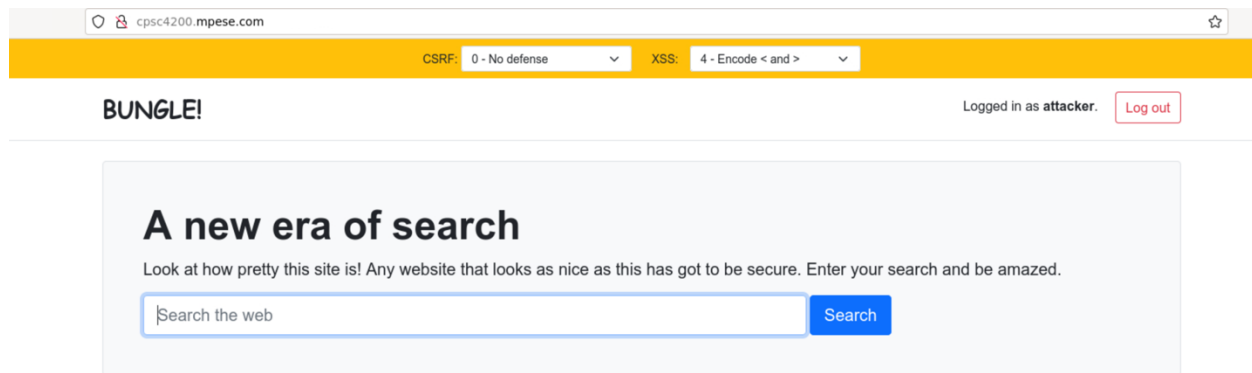 cpsc4200.mpese.com
CSRF: 0 - No defense XSS: 4 - Encode < and >
BUNGLE! Logged in as attacker. Log out
A new era of search
Look at how pretty this site is! Any website that looks as nice as this has got to be secure. Enter your search and be amazed.
Search the web Search